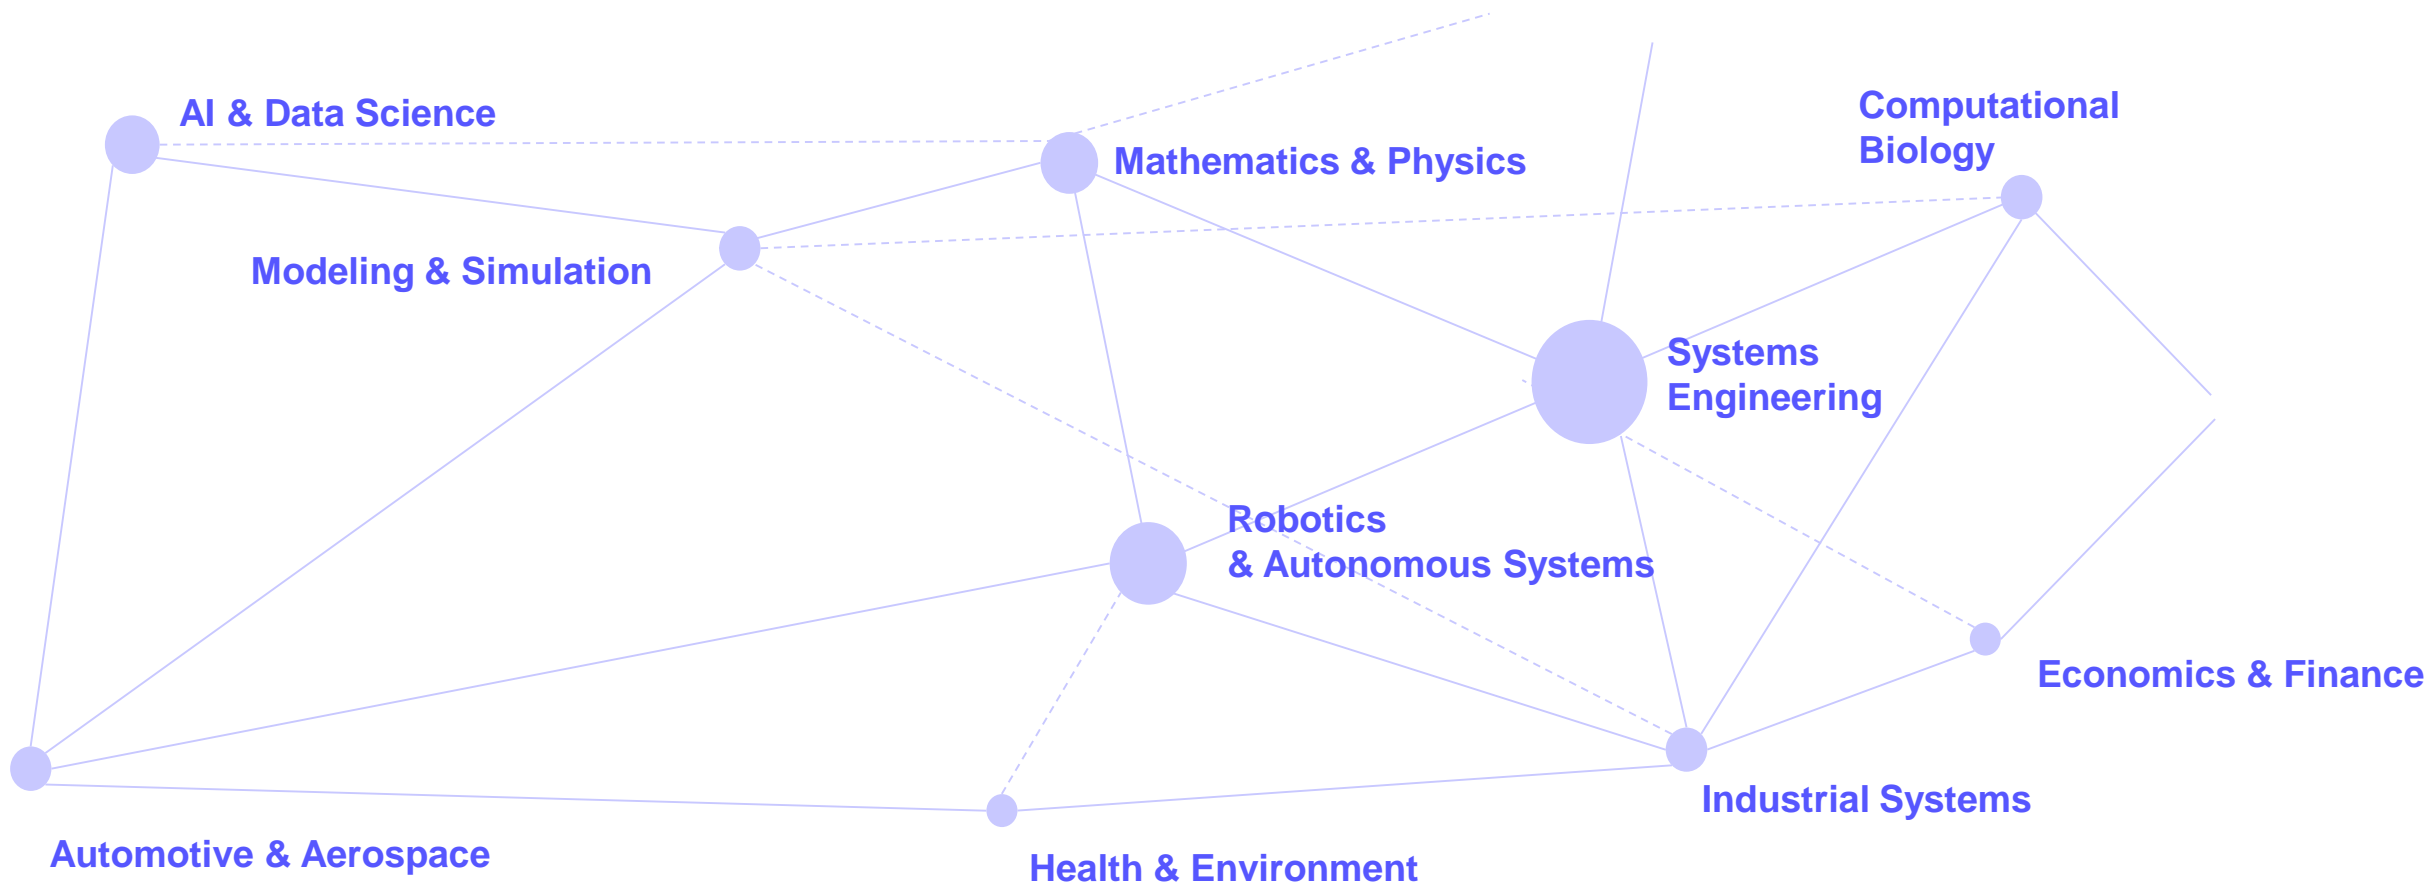 AI & Data Science
Computational
Biology
Mathematics & Physics
Modeling & Simulation
Systems
Engineering
Robotics
& Autonomous Systems
Economics & Finance
Industrial Systems
Automotive & Aerospace
Health & Environment